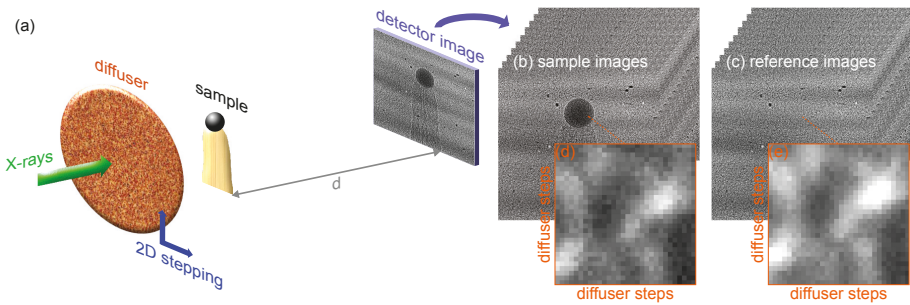 (a)
diffuser
sample
X-rays
2D stepping
d
detector image
(b) sample images
(c) reference images
(d)
diffuser steps
diffuser steps
(e)
diffuser steps
diffuser steps